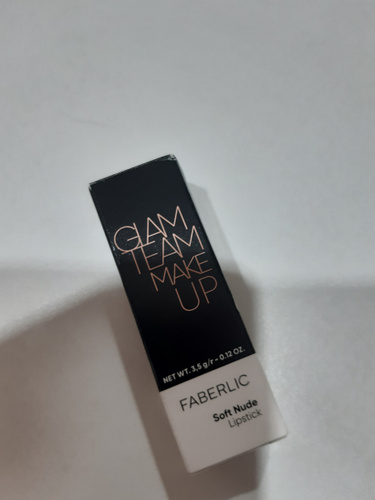 GLAM
TEAM
MAKE
UP
NET WT. 3,5 g/r – 0.12 OZ.
FABERLIC
Soft Nude
Lipstick